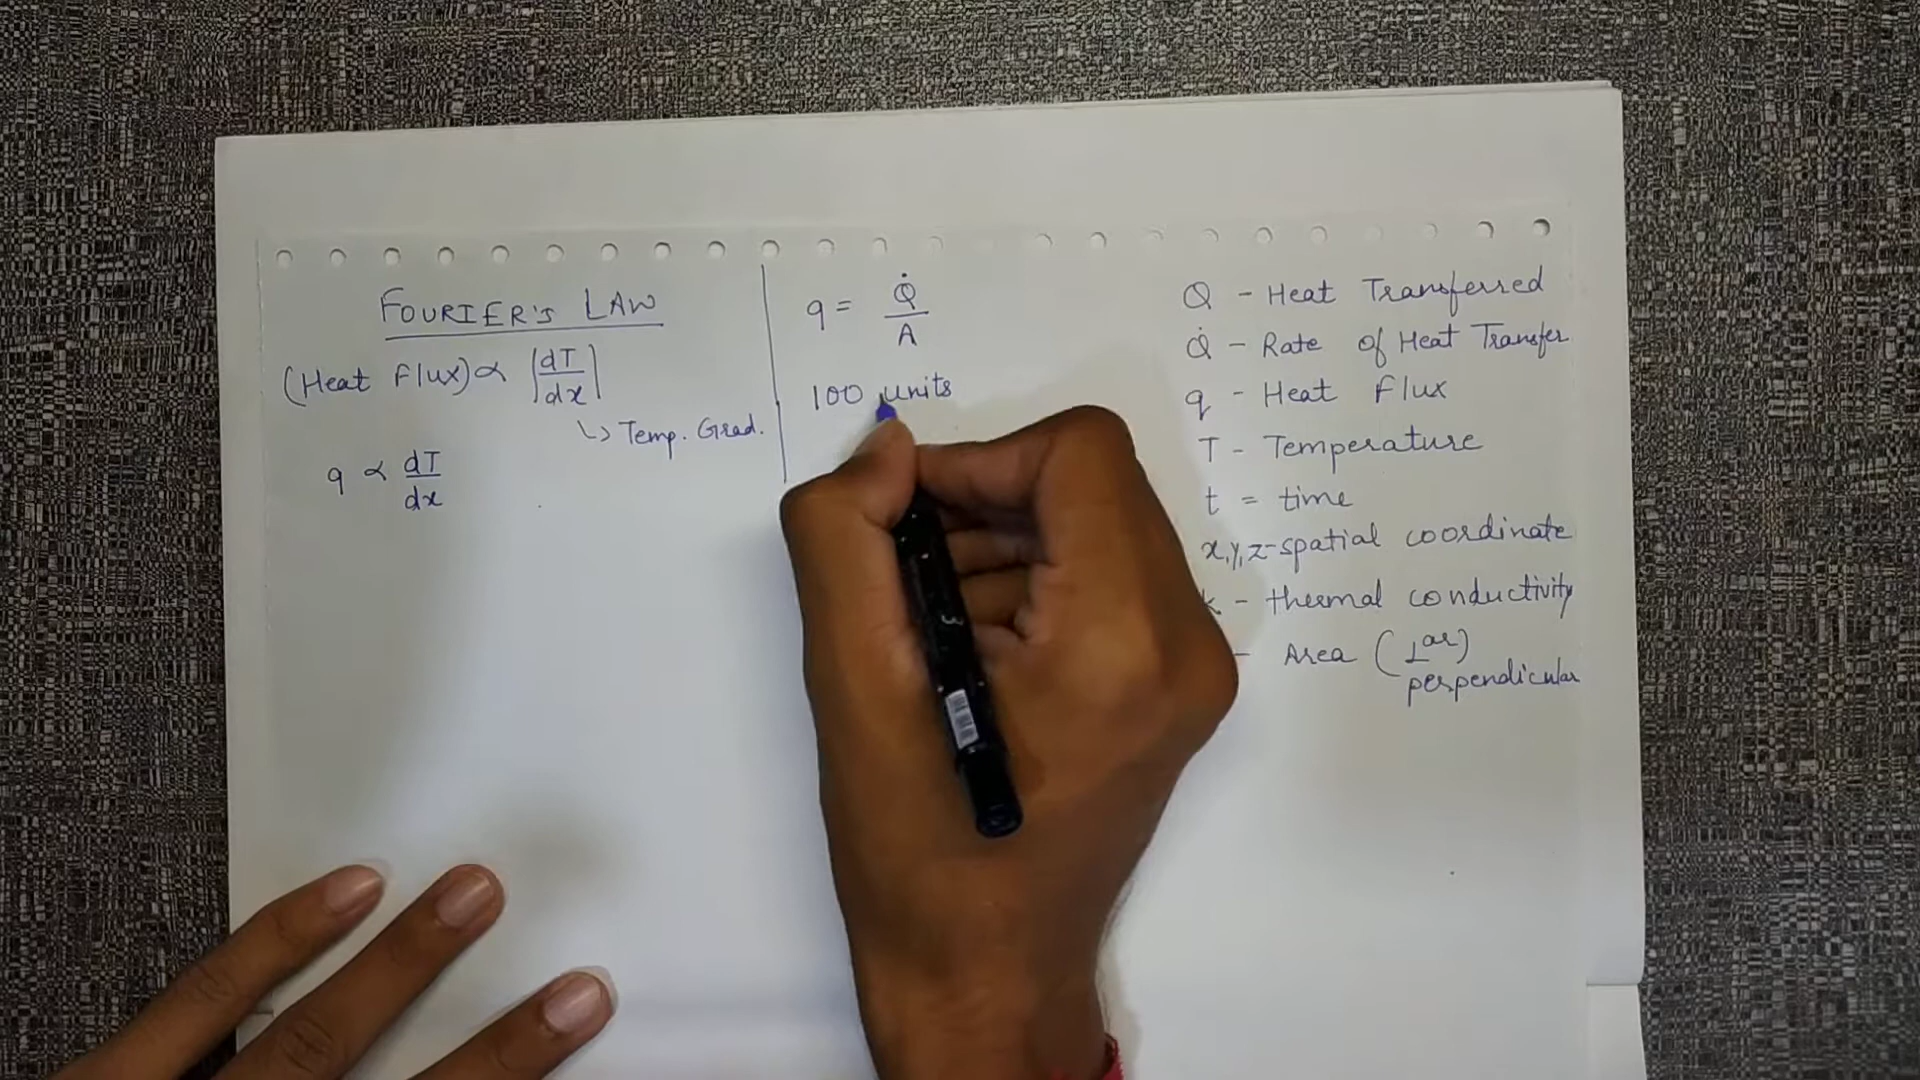 FOURIER'S LAW
(Heat Flux) ∝ |dT/dx|
↳ Temp. Grad.
q ∝ dT/dx
q = Q̇/A
100 units
Q - Heat Transferred
Q̇ - Rate of Heat Transfer
q - Heat Flux
T - Temperature
t = time
x,y,z-spatial coordinate
k - thermal conductivity
- Area (⊥ar)
perpendicular